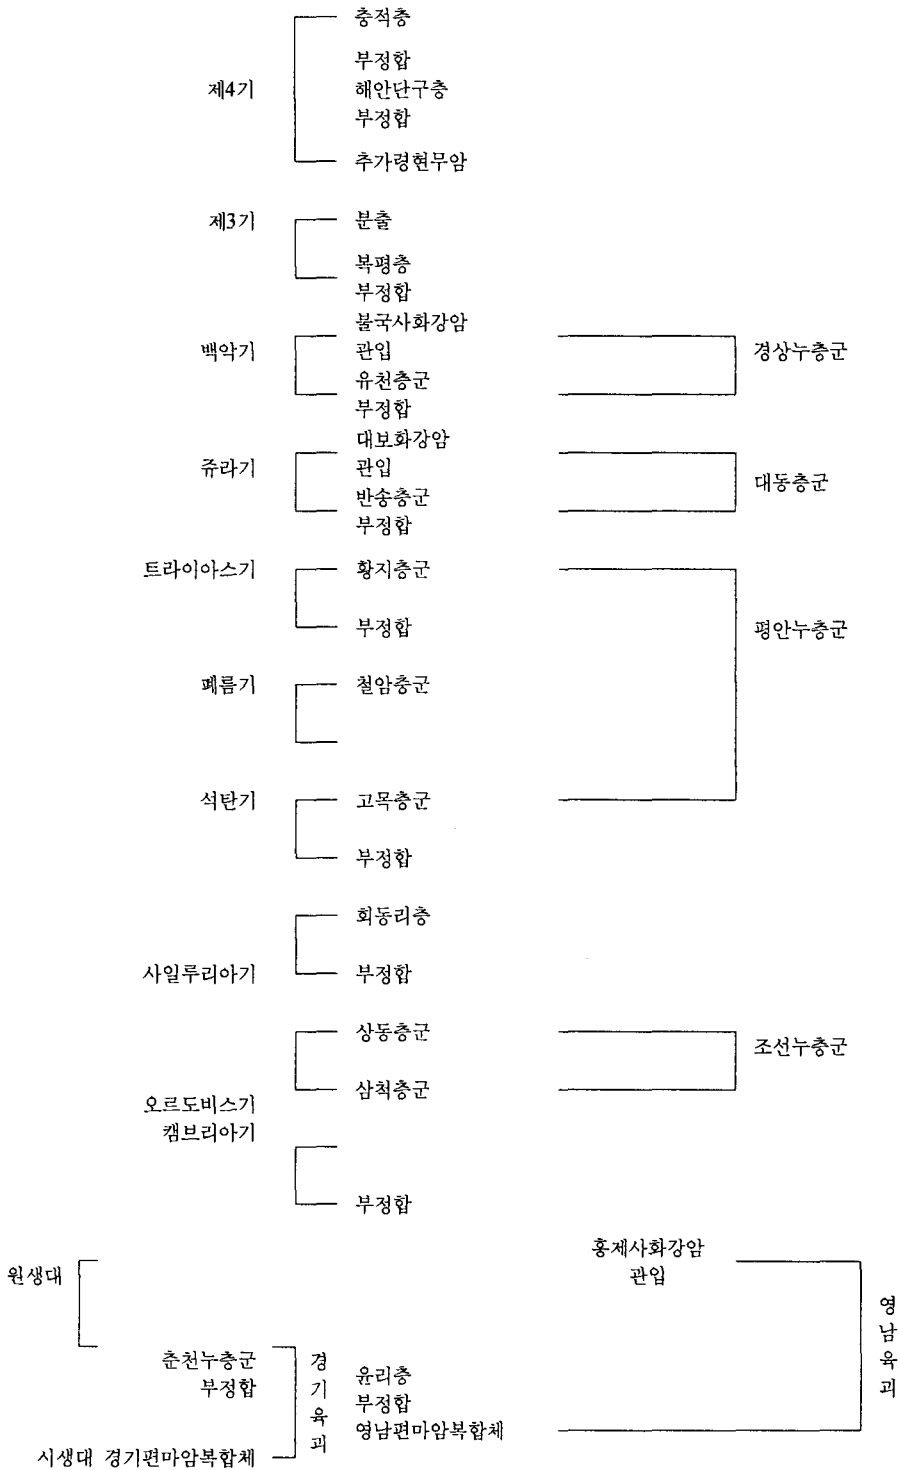 충적층
부정합
제4기 해안단구층
부정합
추가령현무암
제3기 분출
복평층
부정합
불국사화강암
백악기 관입 경상누층군
유천층군
부정합
대보화강암
쥬라기 관입
대동층군
반송층군
부정합
트라이아스기 황지층군
부정합 평안누층군
폐름기 철암층군
석탄기 고목층군
부정합
회동리층
사일루리아기 부정합
상동층군
조선누층군
삼척층군
오르도비스기
캠브리아기
부정합
홍제사화강암
원생대 관입
영남육괴
춘천누층군
부정합
경기육괴
윤리층
부정합
영남편마암복합체
시생대 경기편마암복합체